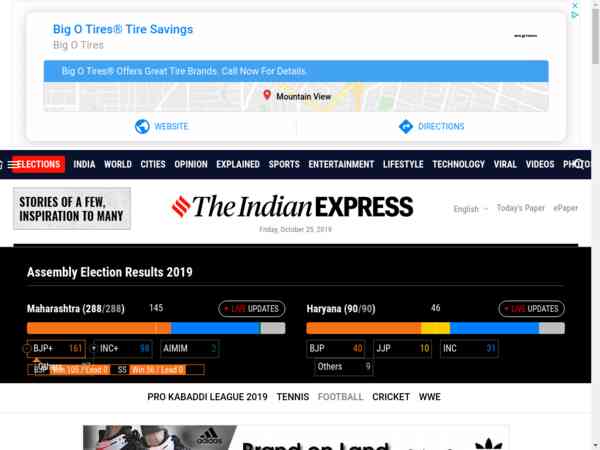 Big O Tires® Tire Savings
Big O Tires
Big O Tires® Offers Great Tire Brands. Call Now For Details.
Mountain View
WEBSITE
DIRECTIONS
ELECTIONS INDIA WORLD CITIES OPINION EXPLAINED SPORTS ENTERTAINMENT LIFESTYLE TECHNOLOGY VIRAL VIDEOS PHOTOS
STORIES OF A FEW,
INSPIRATION TO MANY
The Indian EXPRESS
English
Today's Paper
ePaper
Friday, October 25, 2019
Assembly Election Results 2019
Maharashtra (288/288) 145 LIVE UPDATES
Haryana (90/90) 46 LIVE UPDATES
BJP+ 161 INC+ 98 AIMIM
BJP 40 JJP 10 INC 31
Others
BJP Win 105 / Lead 0 SS Win 56 / Lead 0
Others 9
PRO KABADDI LEAGUE 2019 TENNIS FOOTBALL CRICKET WWE
adidas
Brand on Land
adidas